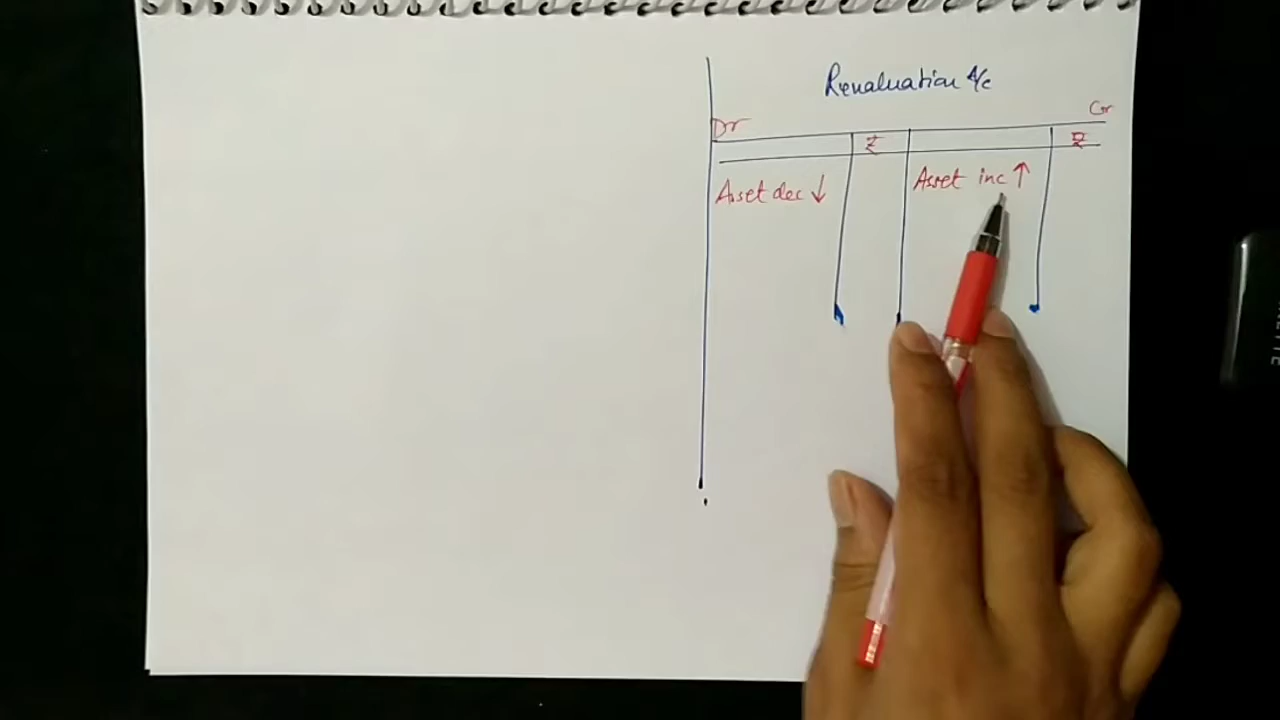 Revaluation A/c
Dr
Cr
₹
₹
Asset dec ↓
Asset inc ↑